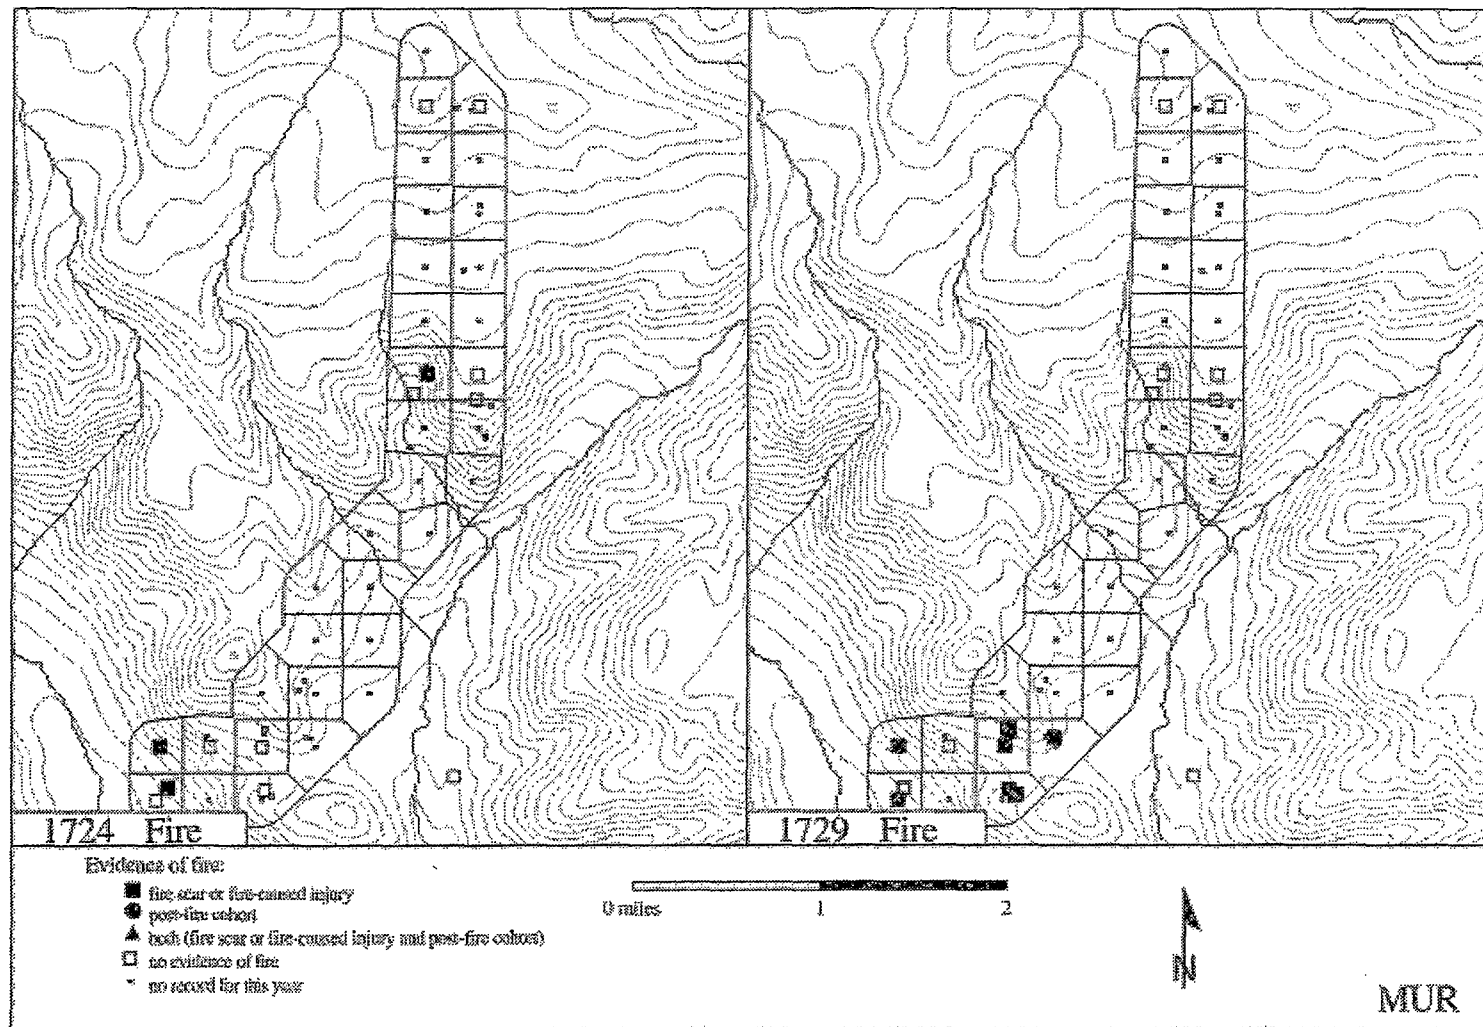 1724 Fire
1729 Fire
Evidence of fire:
fire scar or fire-caused injury
post-fire cohort
both (fire scar or fire-caused injury and post-fire cohort)
no evidence of fire
no record for this year
0 miles 1 2
N
MUR